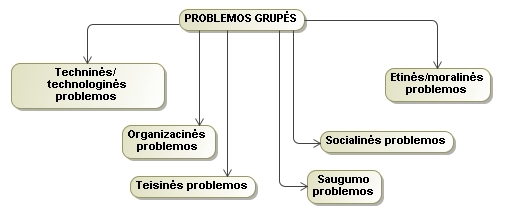 PROBLEMOS GRUPĖS
Techninės/
technologinės
problemos
Etinės/moralinės
problemos
Organizacinės
problemos
Socialinės problemos
Teisinės problemos
Saugumo
problemos